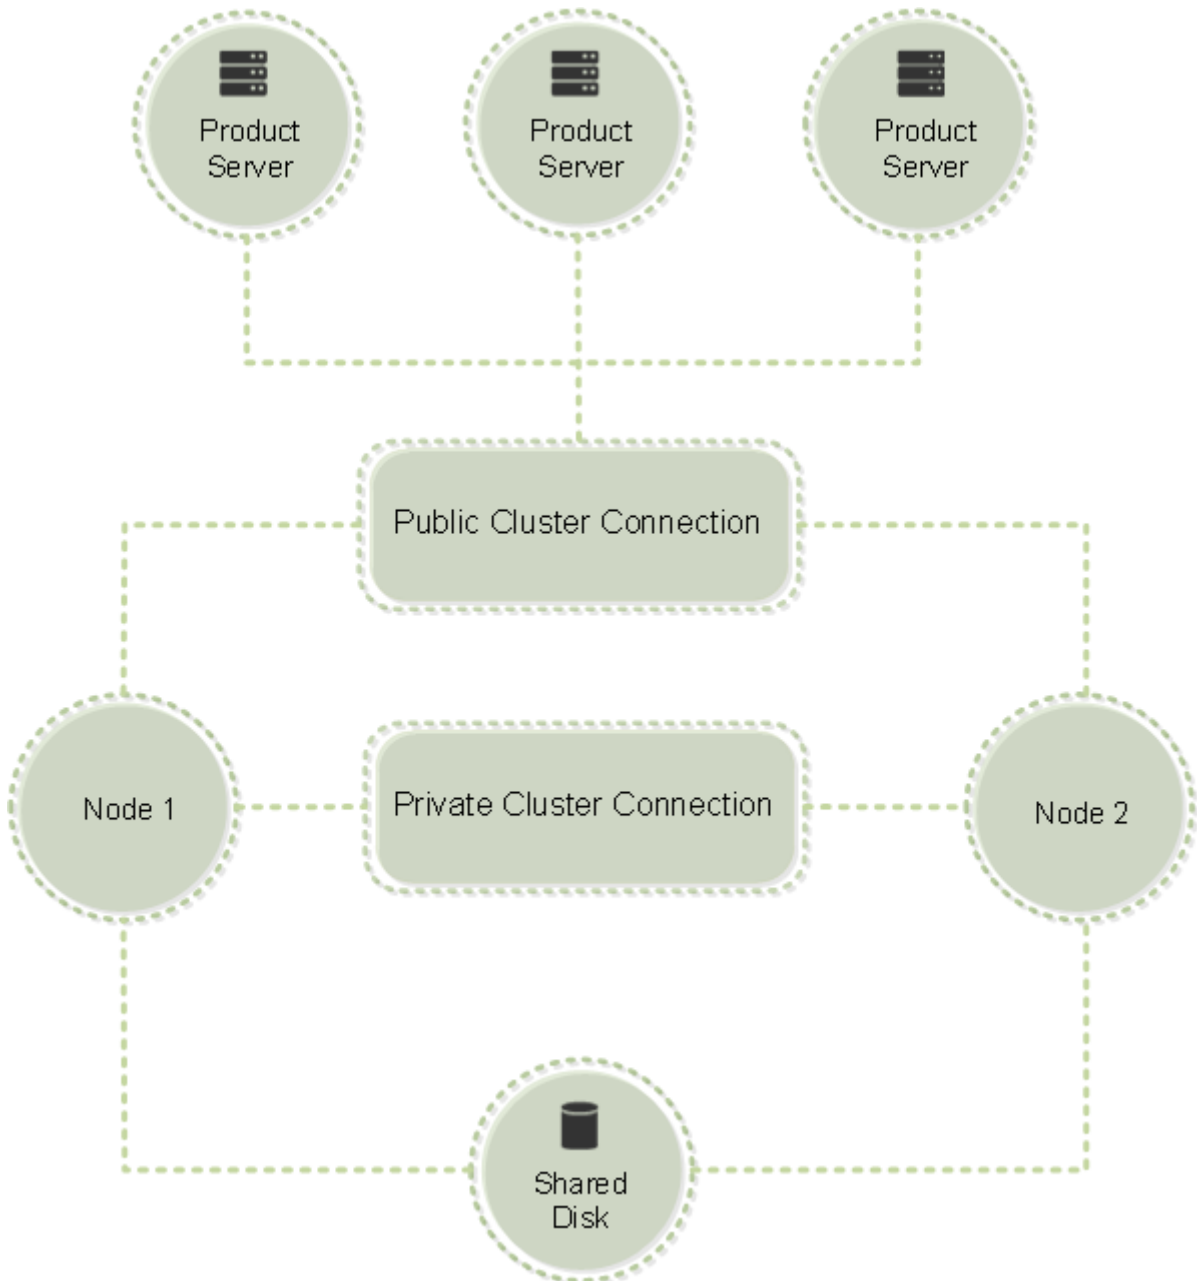 Product
Server
Product
Server
Product
Server
Public Cluster Connection
Node 1
Private Cluster Connection
Node 2
Shared
Disk